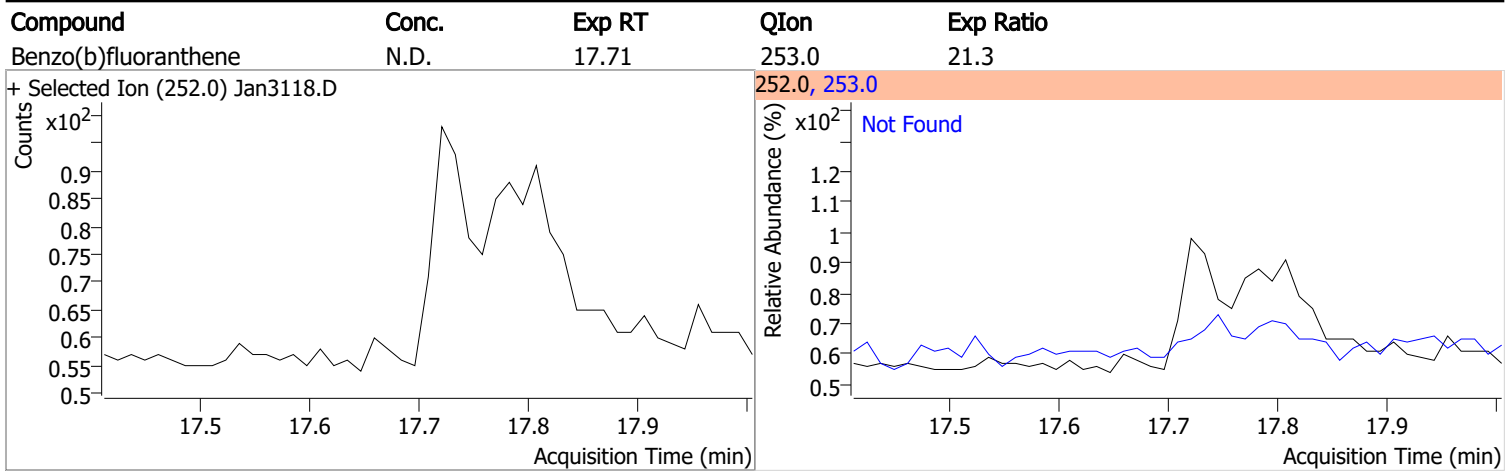 Compound Conc. Exp RT QIon Exp Ratio
Benzo(b)fluoranthene N.D. 17.71 253.0 21.3
+ Selected Ion (252.0) Jan3118.D
Counts
x10²
0.9
0.85
0.8
0.75
0.7
0.65
0.6
0.55
0.5
17.5 17.6 17.7 17.8 17.9
Acquisition Time (min)
252.0, 253.0
Relative Abundance (%)
x10²
Not Found
1.2
1.1
1
0.9
0.8
0.7
0.6
0.5
17.5 17.6 17.7 17.8 17.9
Acquisition Time (min)